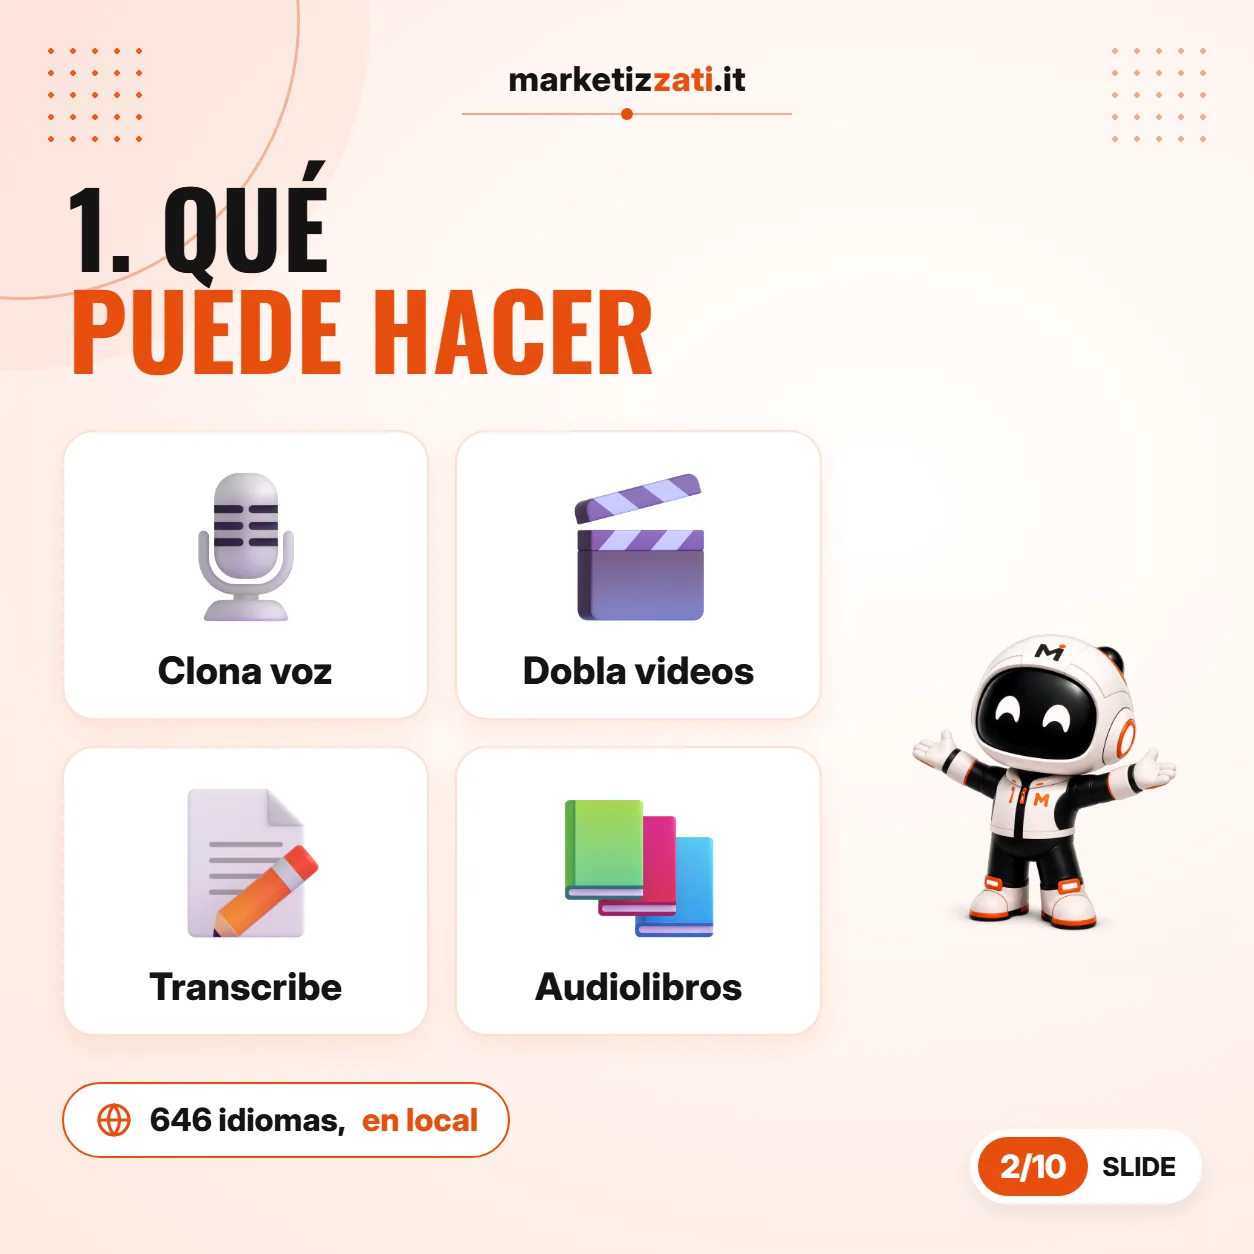 marketizzati.it
1. QUÉ
PUEDE HACER
Clona voz
Dobla videos
Transcribe
Audiolibros
646 idiomas, en local
2/10 SLIDE
M
M